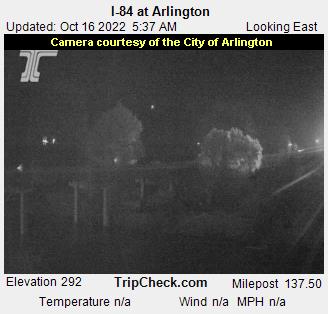 I-84 at Arlington
Updated: Oct 16 2022 5:37 AM Looking East
Camera courtesy of the City of Arlington
Elevation 292 TripCheck.com Milepost 137.50
Temperature n/a Wind n/a MPH n/a